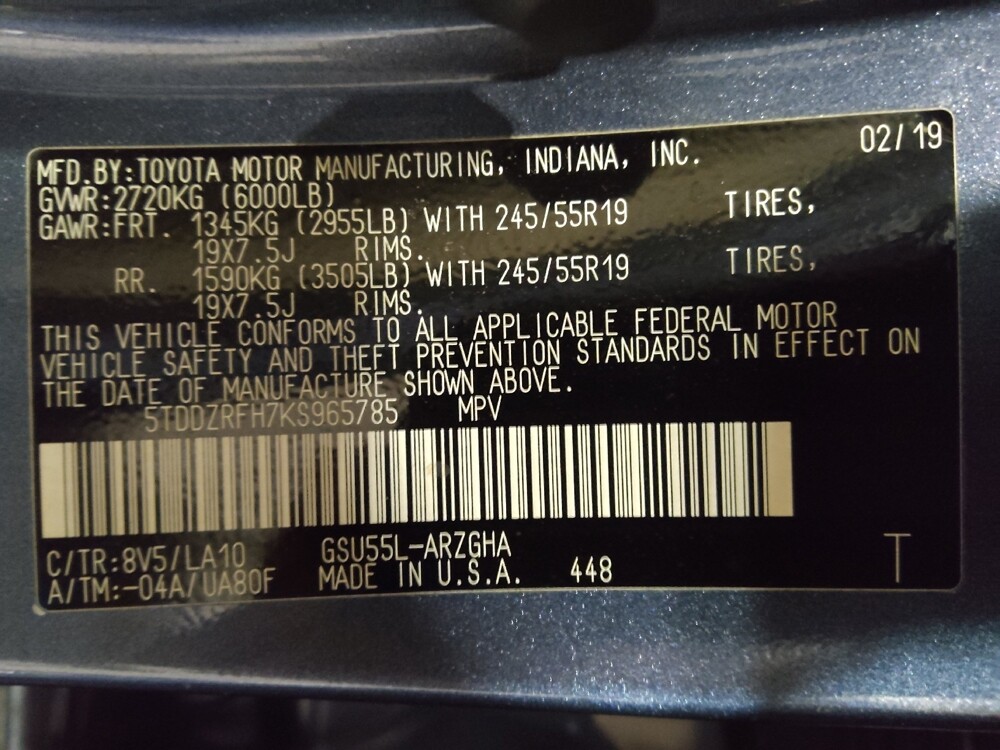 02/19
MFD.BY:TOYOTA MOTOR MANUFACTURING, INDIANA, INC.
GVWR:2720KG (6000LB)
GAWR:FRT. 1345KG (2955LB) WITH 245/55R19 TIRES,
19X7.5J RIMS.
RR. 1590KG (3505LB) WITH 245/55R19 TIRES,
19X7.5J RIMS.
THIS VEHICLE CONFORMS TO ALL APPLICABLE FEDERAL MOTOR
VEHICLE SAFETY AND THEFT PREVENTION STANDARDS IN EFFECT ON
THE DATE OF MANUFACTURE SHOWN ABOVE.
5TDDZRFH7KS965785 MPV
C/TR:8V5/LA10 GSU55L-ARZGHA
A/TM:-04A/UA80F MADE IN U.S.A. 448
T